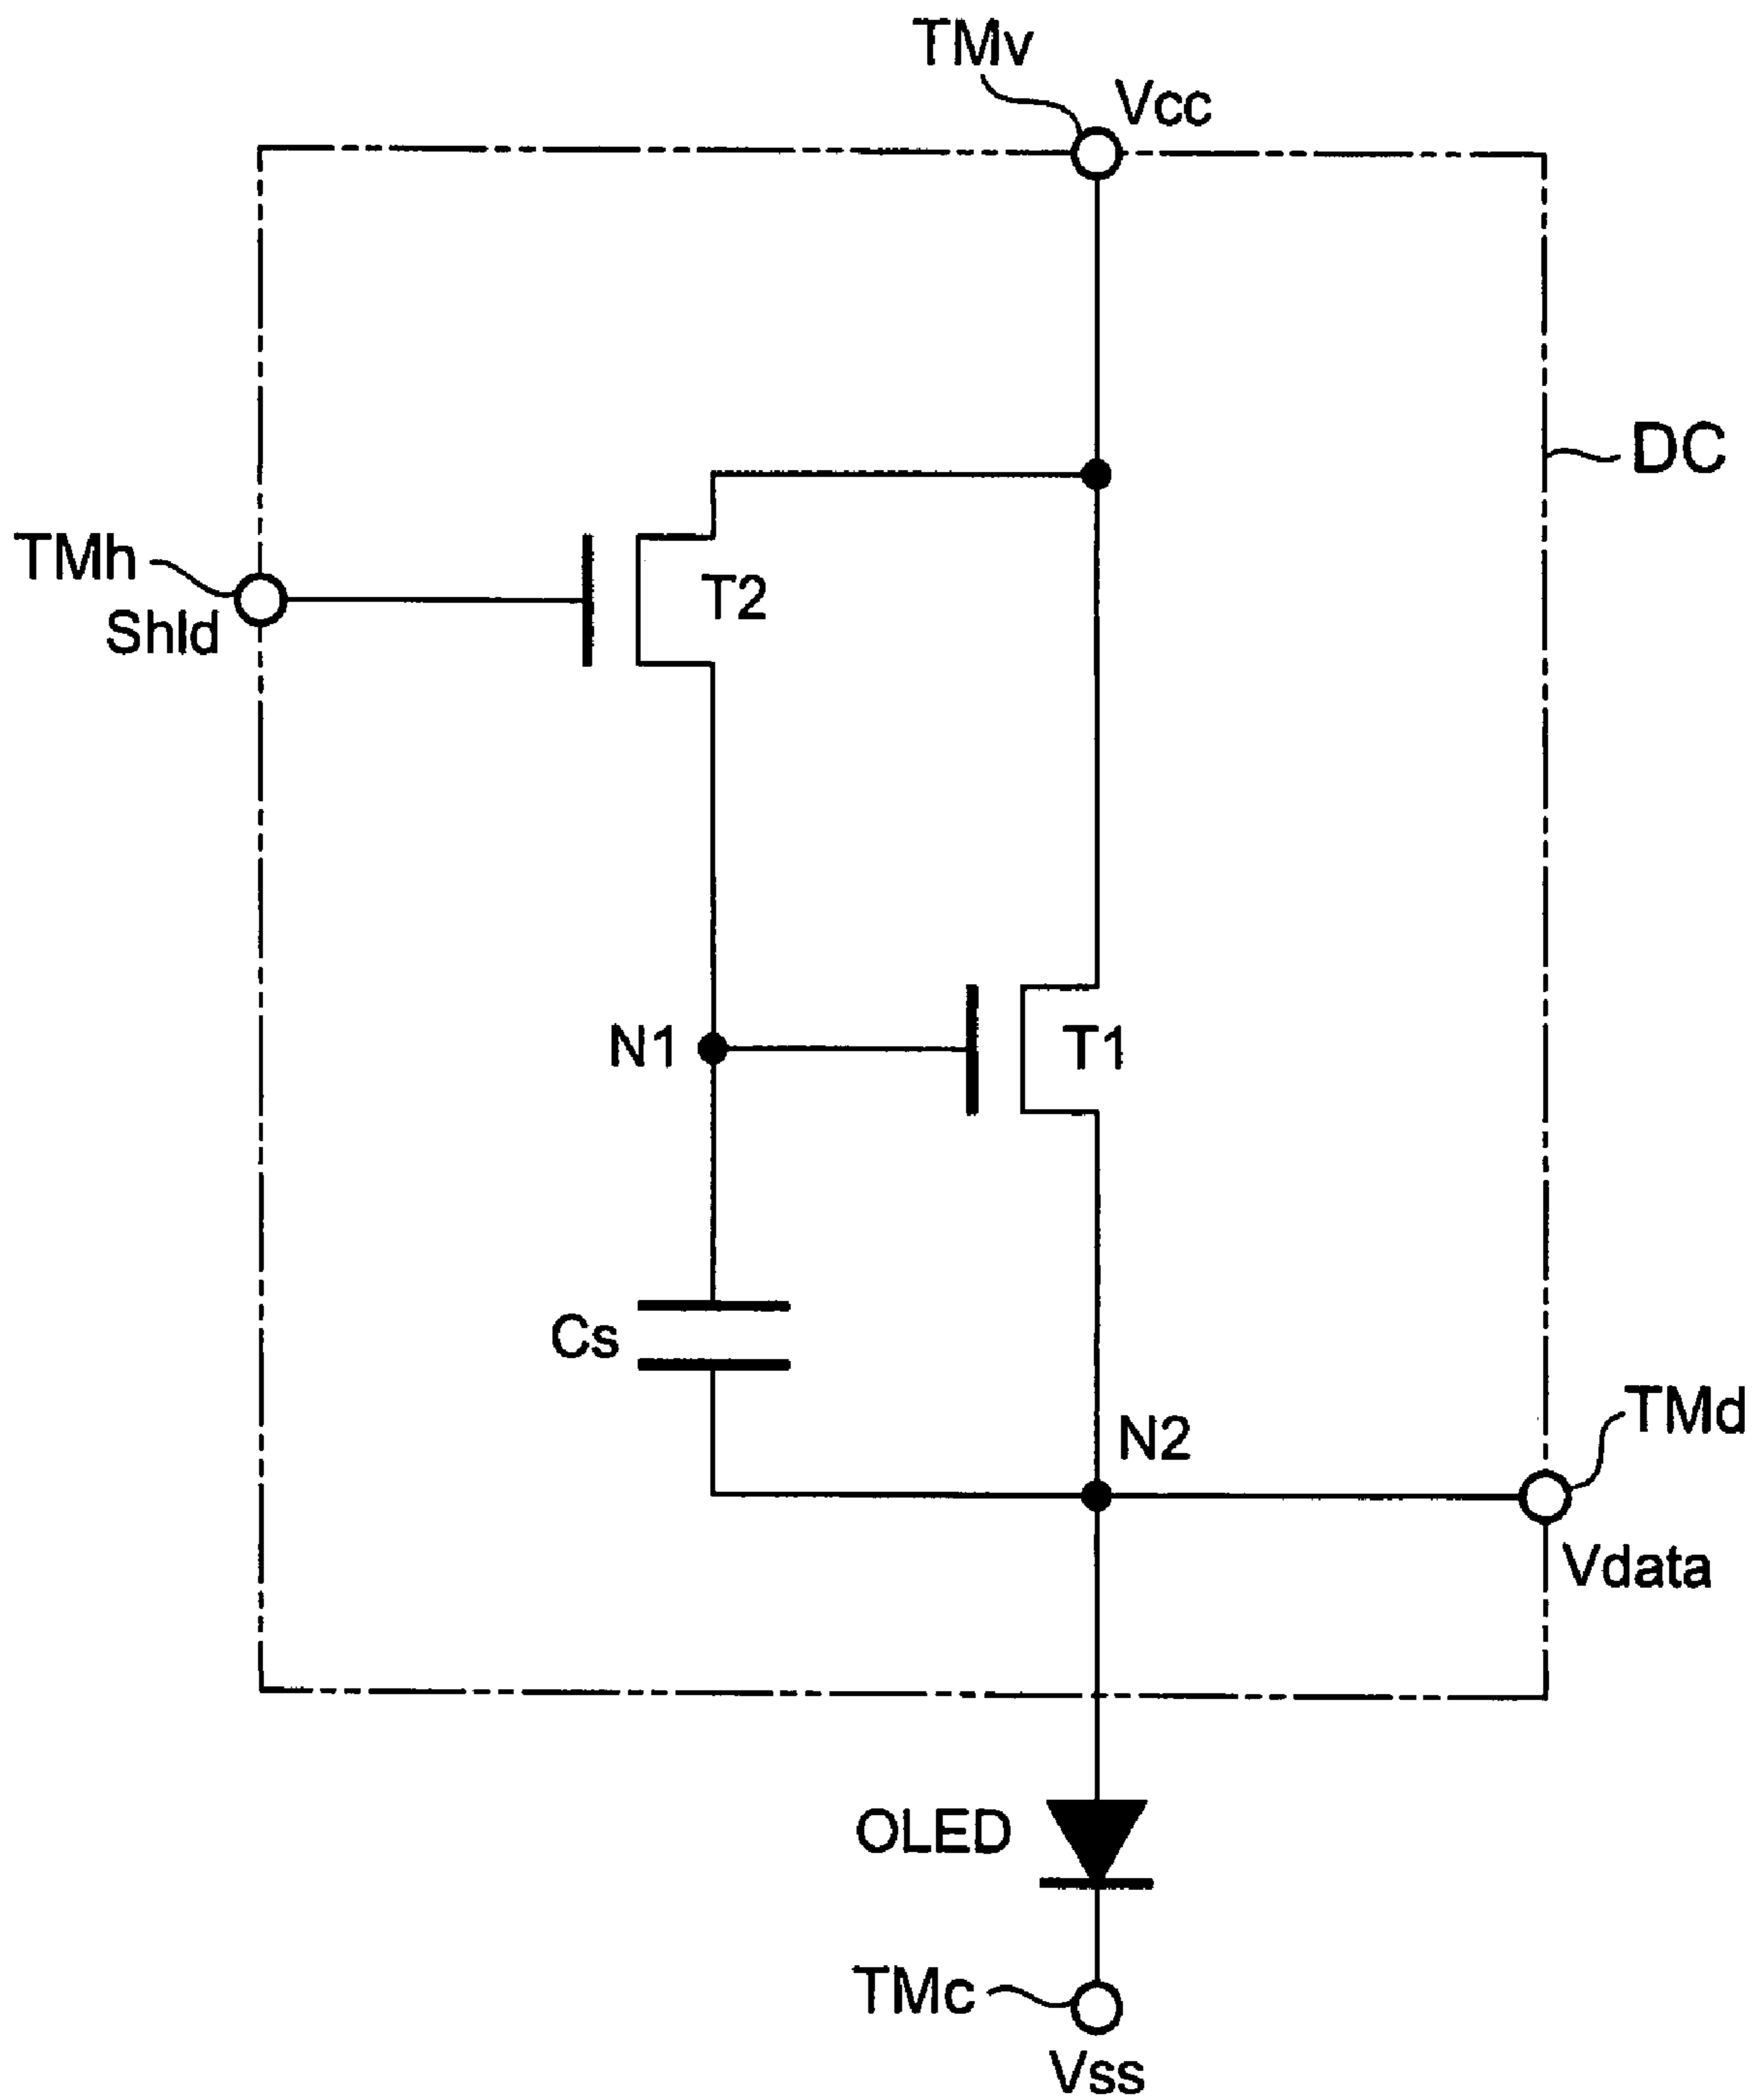 TMv
Vcc
DC
TMh
Shld
T2
N1
T1
Cs
N2
TMd
Vdata
OLED
TMc
Vss